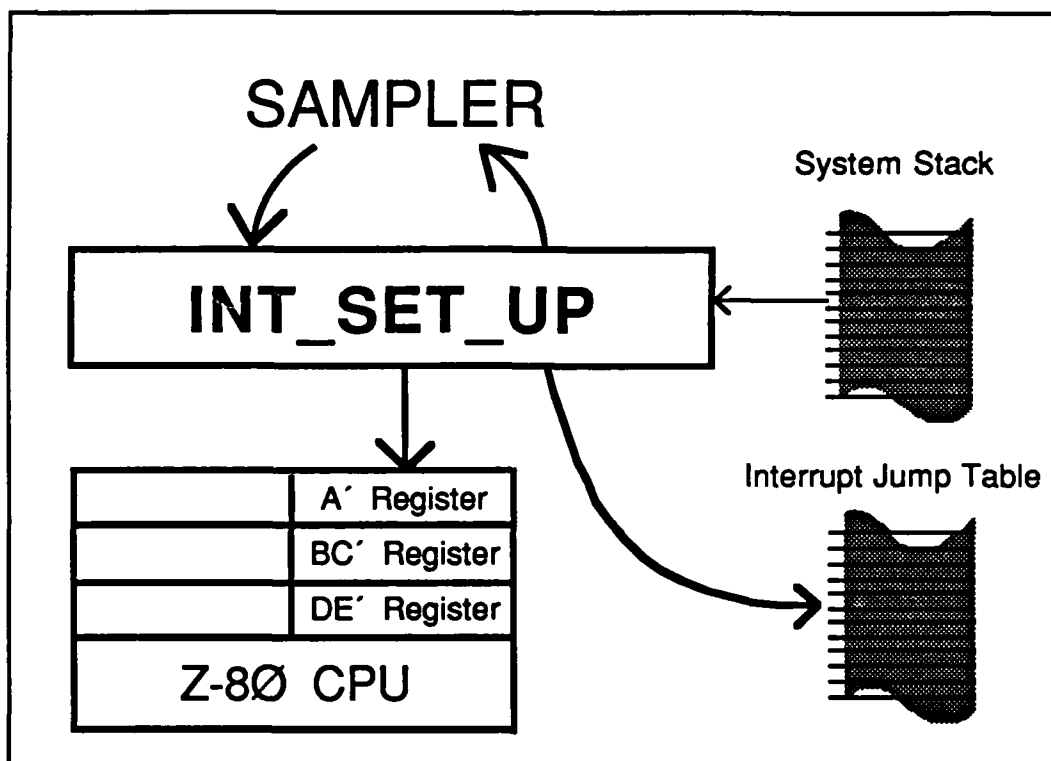 SAMPLER
System Stack
INT_SET_UP
Interrupt Jump Table
A´ Register
BC´ Register
DE´ Register
Z-8Ø CPU